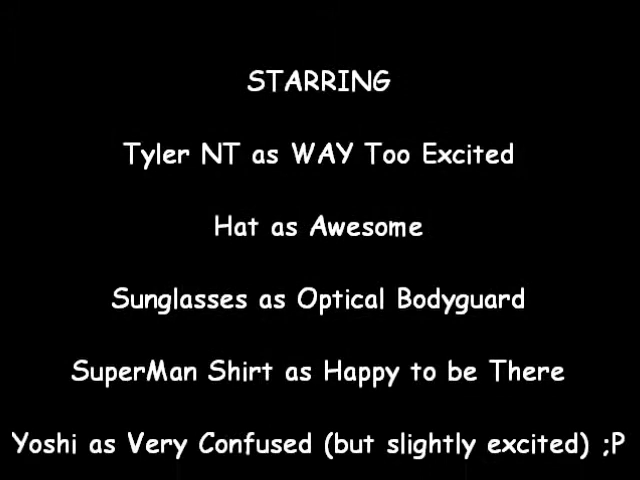 STARRING
Tyler NT as WAY Too Excited
Hat as Awesome
Sunglasses as Optical Bodyguard
SuperMan Shirt as Happy to be There
Yoshi as Very Confused (but slightly excited) ;P